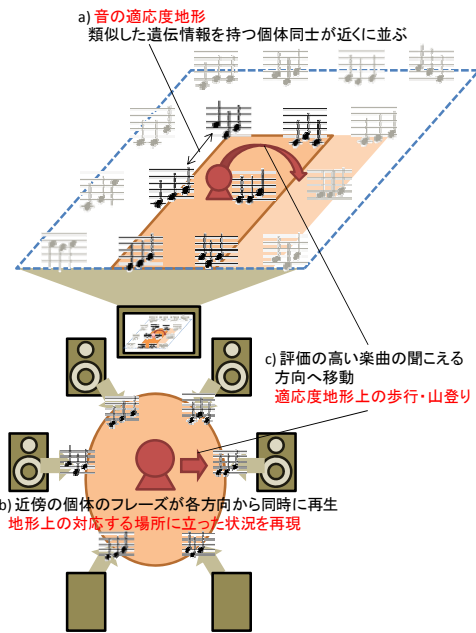 a) 音の適応度地形
類似した遺伝情報を持つ個体同士が近くに並ぶ
c) 評価の高い楽曲の聞こえる
方向へ移動
適応度地形上の歩行・山登り
b) 近傍の個体のフレーズが各方向から同時に再生
地形上の対応する場所に立った状況を再現